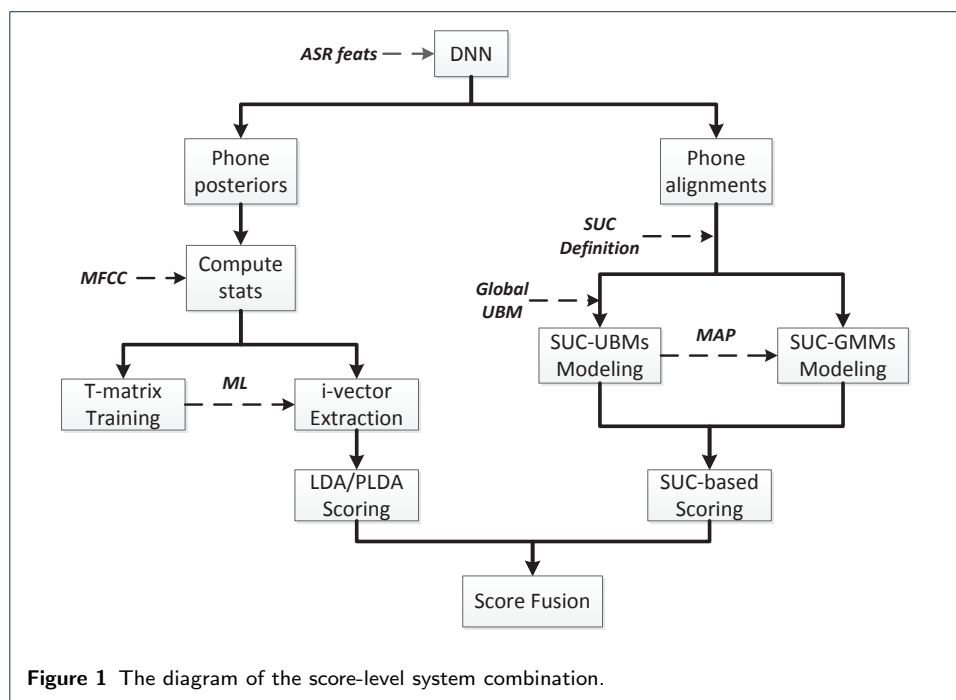 ASR feats
DNN
Phone
posteriors
Phone
alignments
SUC
Definition
MFCC
Compute
stats
Global
UBM
SUC-UBMs
Modeling
MAP
SUC-GMMs
Modeling
T-matrix
Training
ML
i-vector
Extraction
LDA/PLDA
Scoring
SUC-based
Scoring
Score Fusion
Figure 1 The diagram of the score-level system combination.